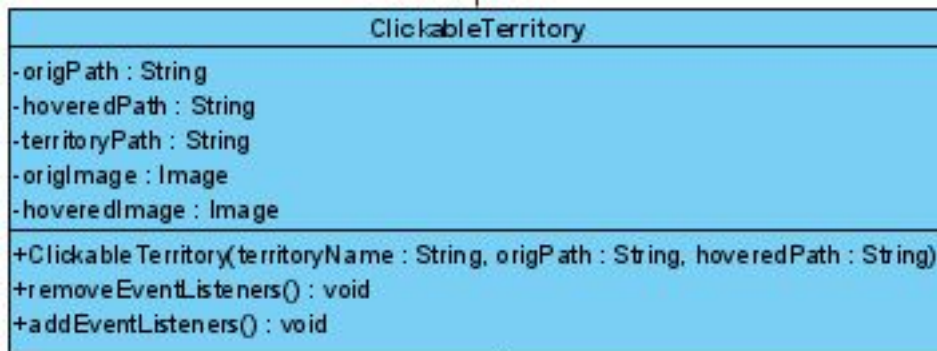 ClickableTerritory
-origPath : String
-hoveredPath : String
-territoryPath : String
-origImage : Image
-hoveredImage : Image
+ClickableTerritory(territoryName : String, origPath : String, hoveredPath : String)
+removeEventListeners() : void
+addEventListeners() : void